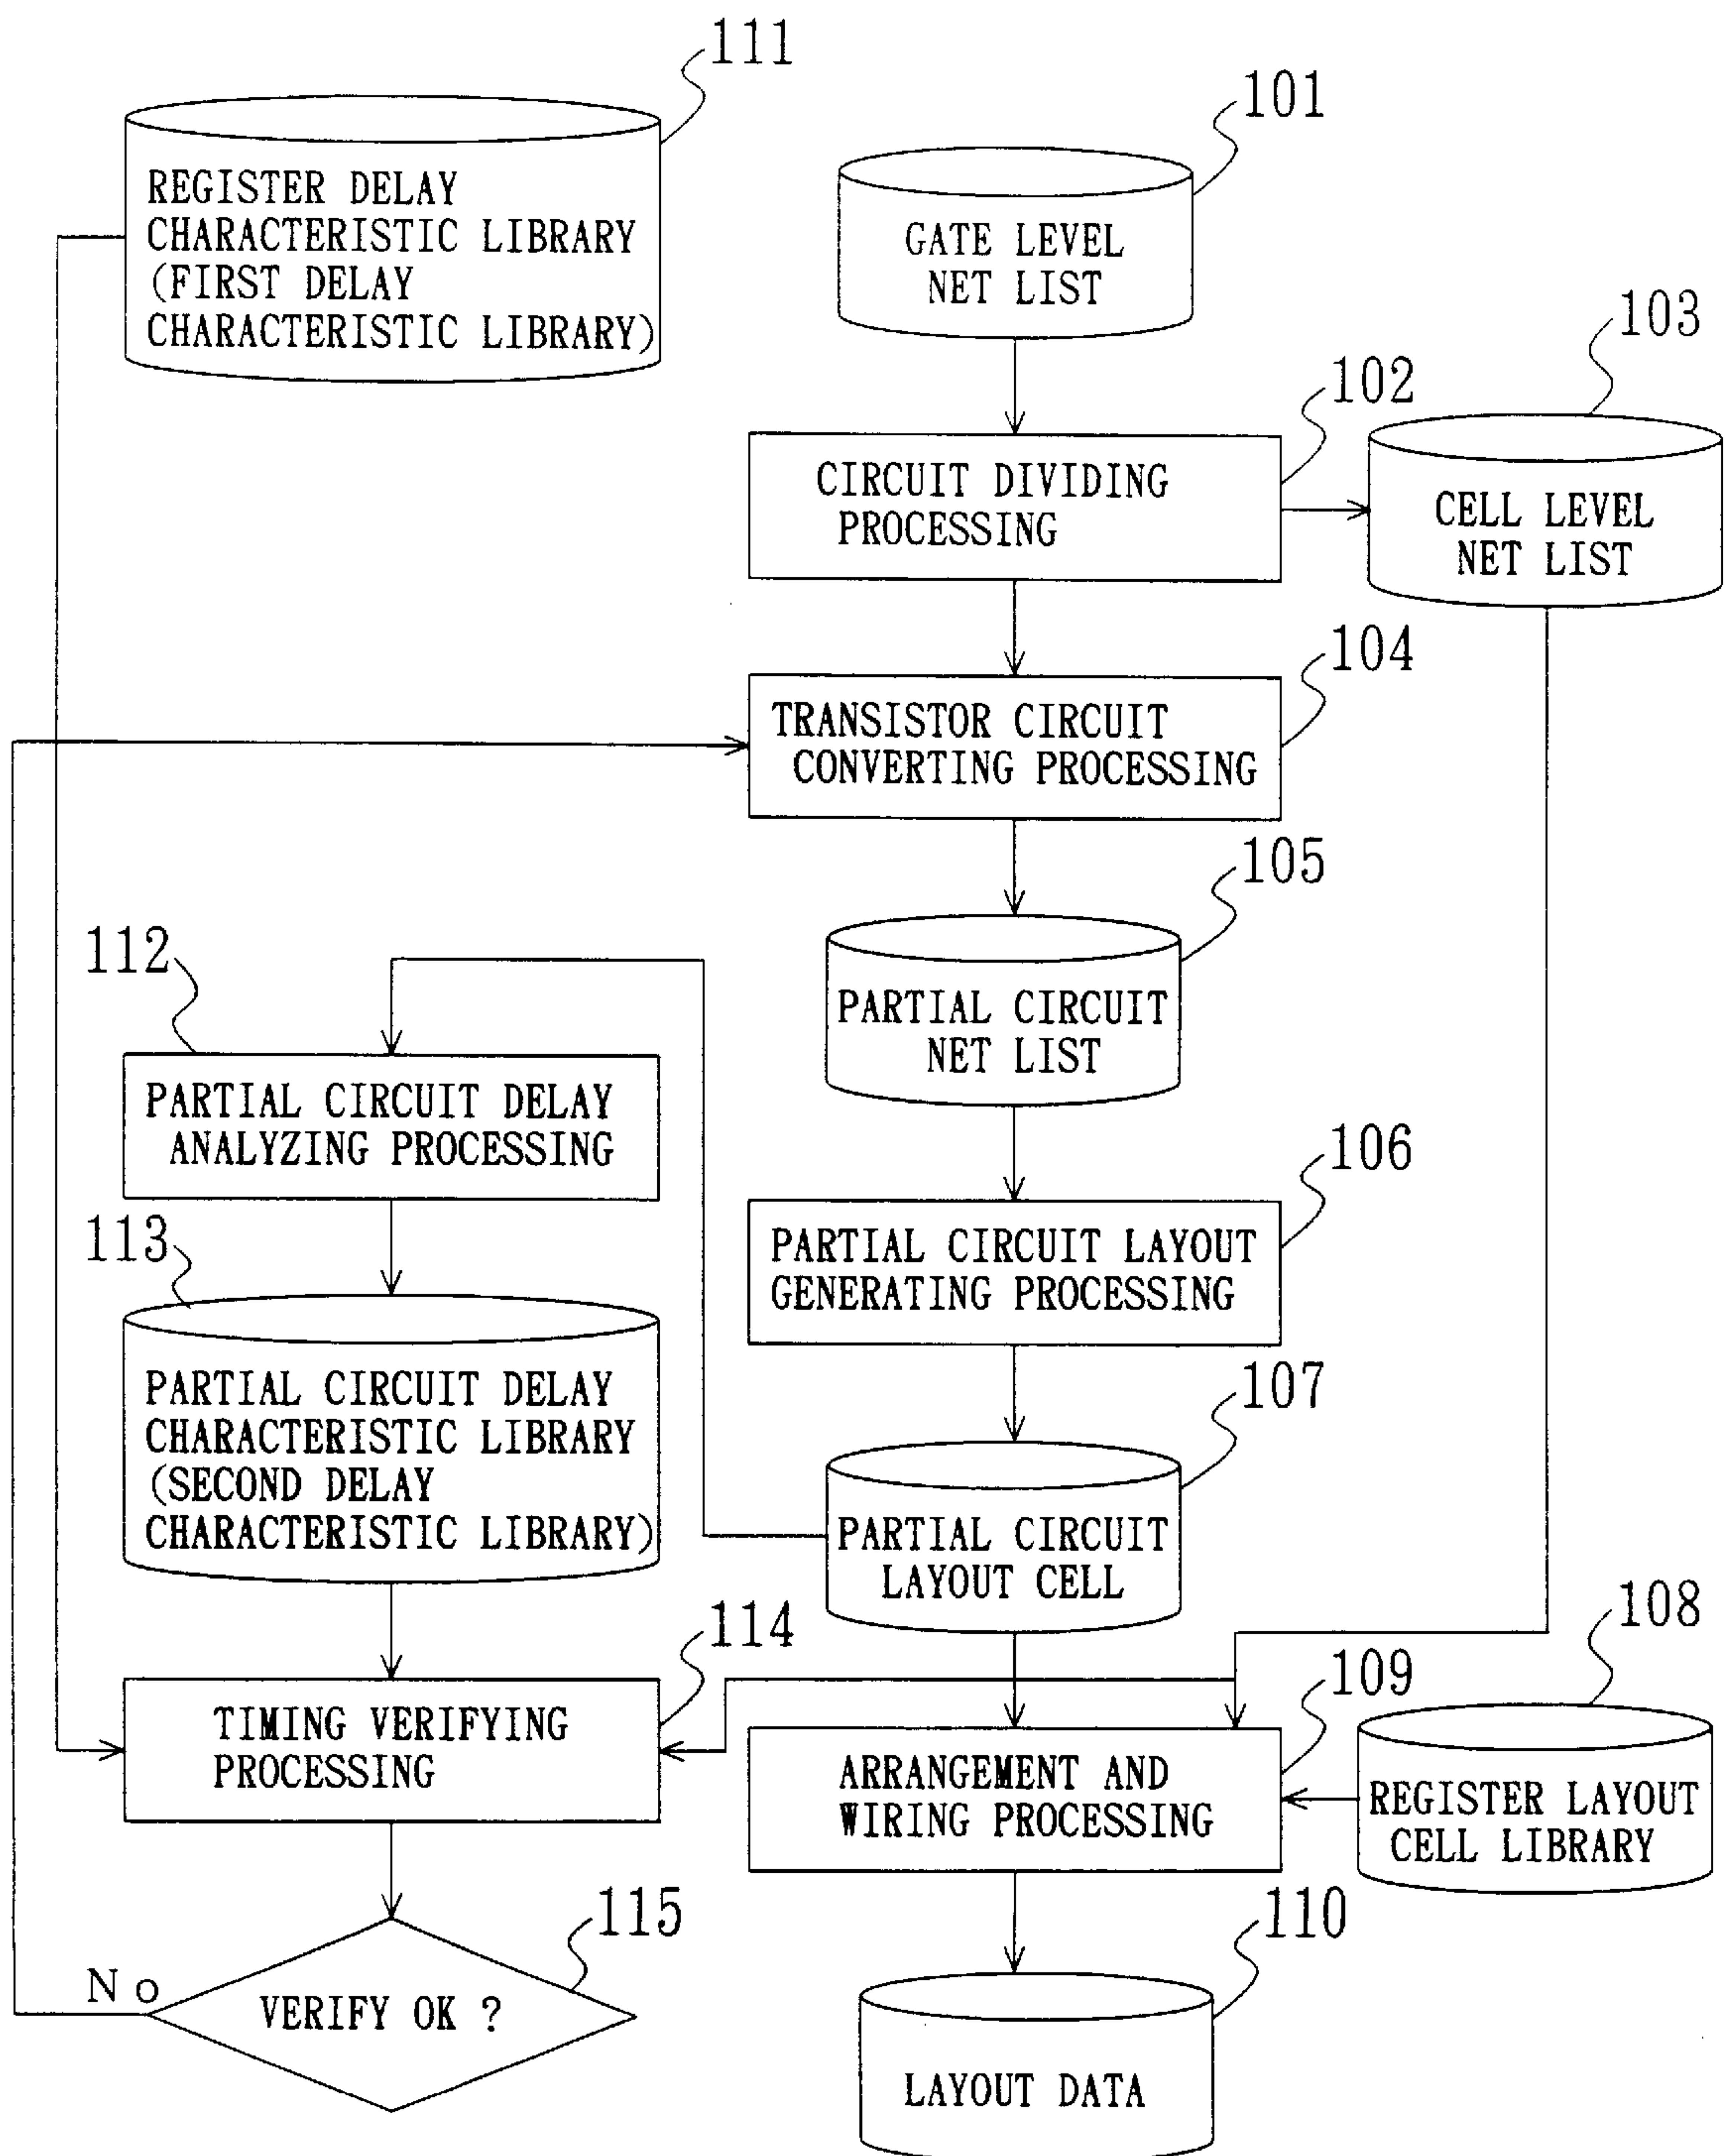 111
REGISTER DELAY
CHARACTERISTIC LIBRARY
(FIRST DELAY
CHARACTERISTIC LIBRARY)
101
GATE LEVEL
NET LIST
102
CIRCUIT DIVIDING
PROCESSING
103
CELL LEVEL
NET LIST
104
TRANSISTOR CIRCUIT
CONVERTING PROCESSING
105
PARTIAL CIRCUIT
NET LIST
112
PARTIAL CIRCUIT DELAY
ANALYZING PROCESSING
106
PARTIAL CIRCUIT LAYOUT
GENERATING PROCESSING
113
PARTIAL CIRCUIT DELAY
CHARACTERISTIC LIBRARY
(SECOND DELAY
CHARACTERISTIC LIBRARY)
107
PARTIAL CIRCUIT
LAYOUT CELL
114
TIMING VERIFYING
PROCESSING
109
ARRANGEMENT AND
WIRING PROCESSING
108
REGISTER LAYOUT
CELL LIBRARY
115
No
VERIFY OK ?
110
LAYOUT DATA